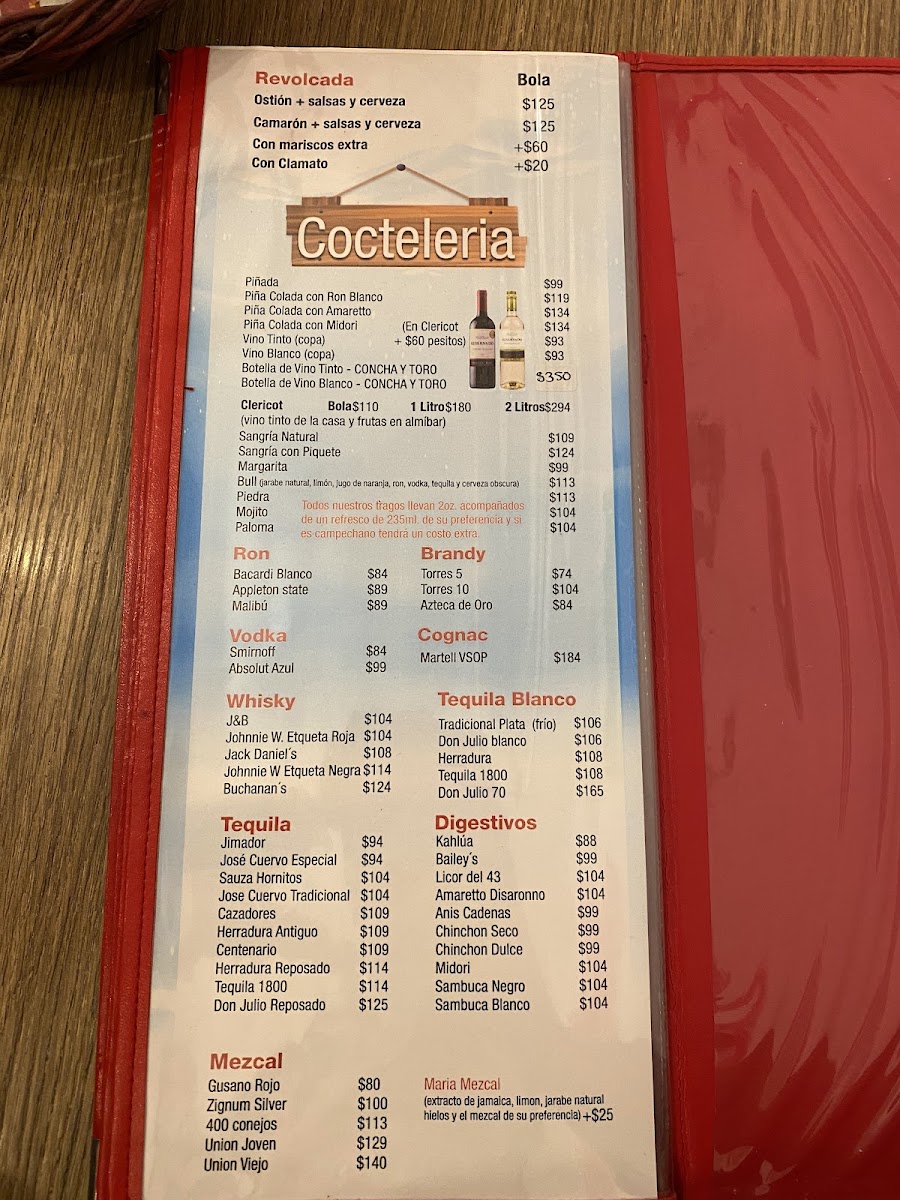 Revolcada Bola
Ostión + salsas y cerveza $125
Camarón + salsas y cerveza $125
Con mariscos extra +$60
Con Clamato +$20
Cocteleria
Piñada $99
Piña Colada con Ron Blanco $119
Piña Colada con Amaretto $134
Piña Colada con Midori (En Clericot $134
Vino Tinto (copa) + $60 pesitos) $93
Vino Blanco (copa) $93
Botella de Vino Tinto - CONCHA Y TORO
Botella de Vino Blanco - CONCHA Y TORO $350
Clericot Bola$110 1 Litro$180 2 Litros$294
(vino tinto de la casa y frutas en almíbar)
Sangría Natural $109
Sangría con Piquete $124
Margarita $99
Bull (jarabe natural, limón, jugo de naranja, ron, vodka, tequila y cerveza obscura) $113
Piedra $113
Mojito $104
Paloma $104
Todos nuestros tragos llevan 2oz. acompañados
de un refresco de 235ml. de su preferencia y si
es campechano tendra un costo extra.
Ron
Bacardi Blanco $84
Appleton state $89
Malibú $89
Brandy
Torres 5 $74
Torres 10 $104
Azteca de Oro $84
Vodka
Smirnoff $84
Absolut Azul $99
Cognac
Martell VSOP $184
Whisky
J&B $104
Johnnie W. Etqueta Roja $104
Jack Daniel´s $108
Johnnie W Etqueta Negra $114
Buchanan´s $124
Tequila Blanco
Tradicional Plata (frío) $106
Don Julio blanco $106
Herradura $108
Tequila 1800 $108
Don Julio 70 $165
Tequila
Jimador $94
José Cuervo Especial $94
Sauza Hornitos $104
Jose Cuervo Tradicional $104
Cazadores $109
Herradura Antiguo $109
Centenario $109
Herradura Reposado $114
Tequila 1800 $114
Don Julio Reposado $125
Digestivos
Kahlúa $88
Bailey´s $99
Licor del 43 $104
Amaretto Disaronno $104
Anis Cadenas $99
Chinchon Seco $99
Chinchon Dulce $99
Midori $104
Sambuca Negro $104
Sambuca Blanco $104
Mezcal
Gusano Rojo $80
Zignum Silver $100
400 conejos $113
Union Joven $129
Union Viejo $140
Maria Mezcal
(extracto de jamaica, limon, jarabe natural
hielos y el mezcal de su preferencia) +$25